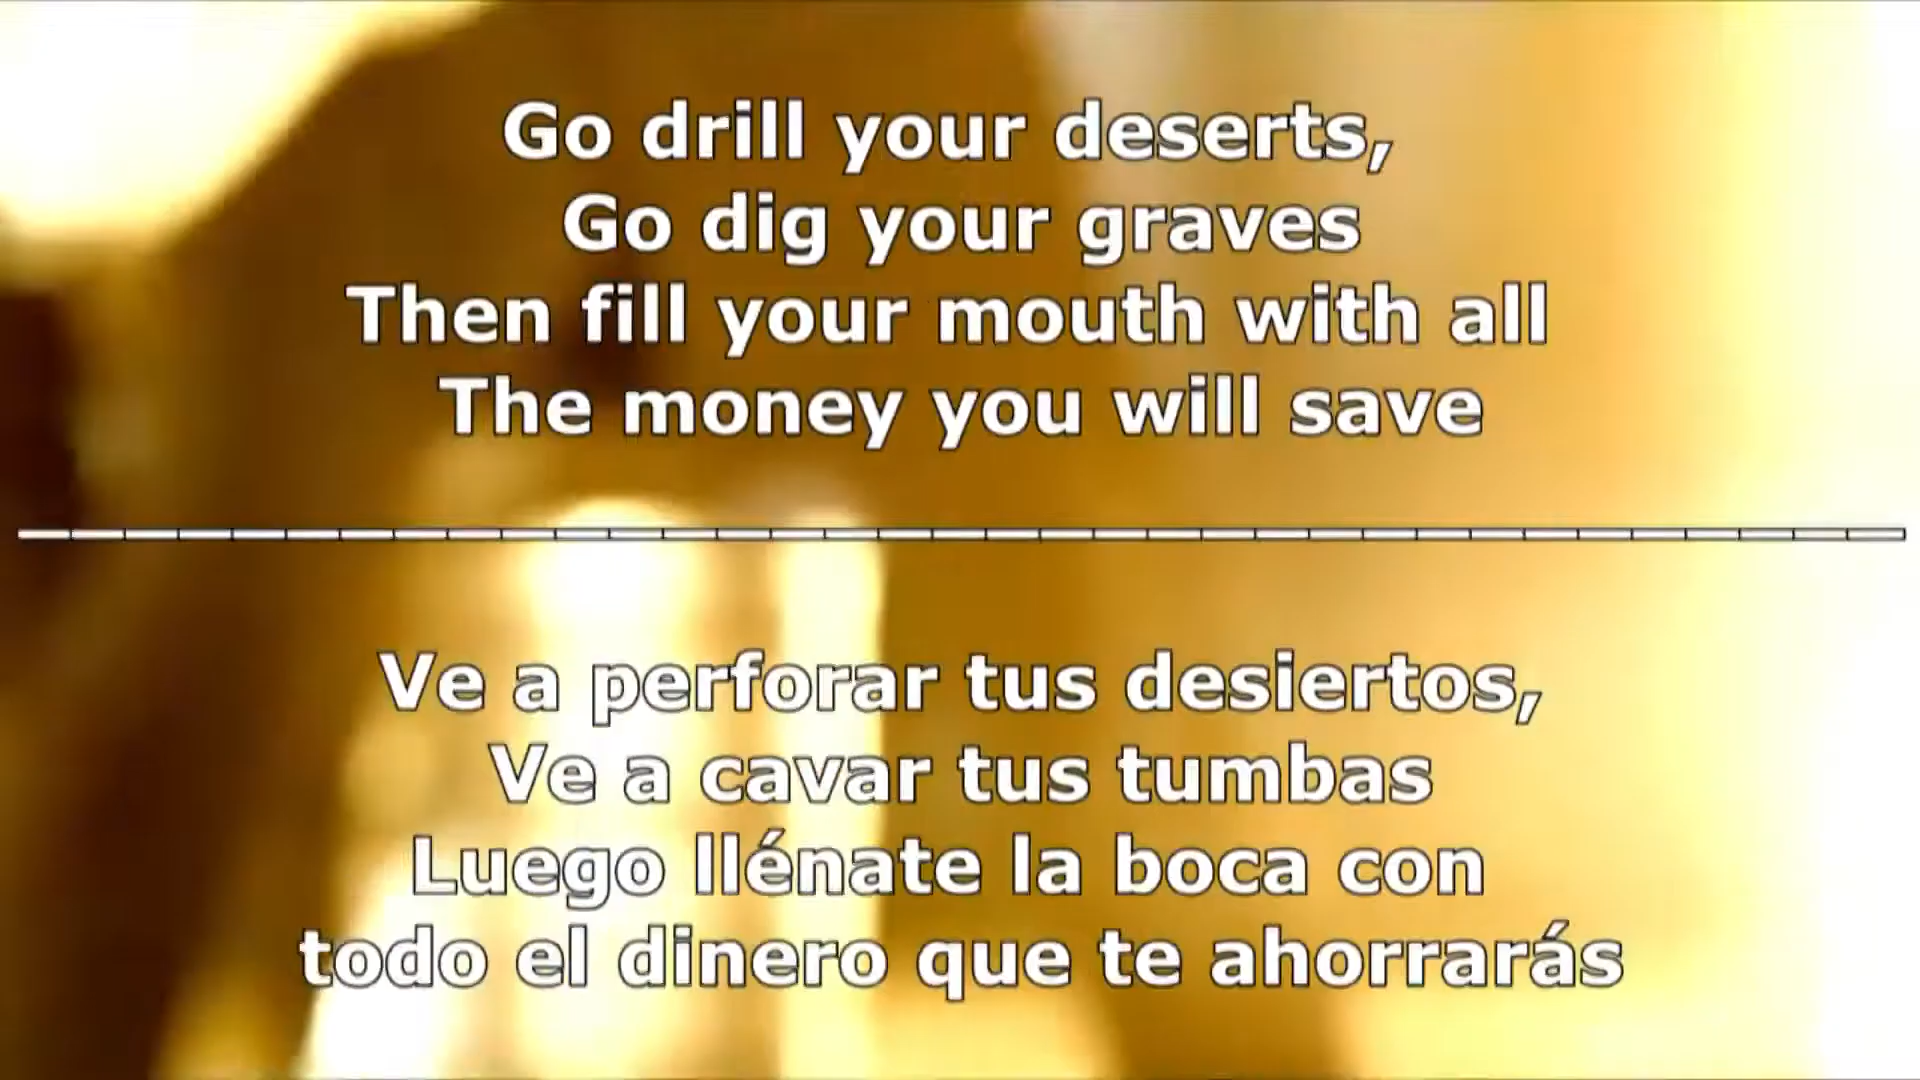 Go drill your deserts,
Go dig your graves
Then fill your mouth with all
The money you will save
Ve a perforar tus desiertos,
Ve a cavar tus tumbas
Luego llénate la boca con
todo el dinero que te ahorrarás